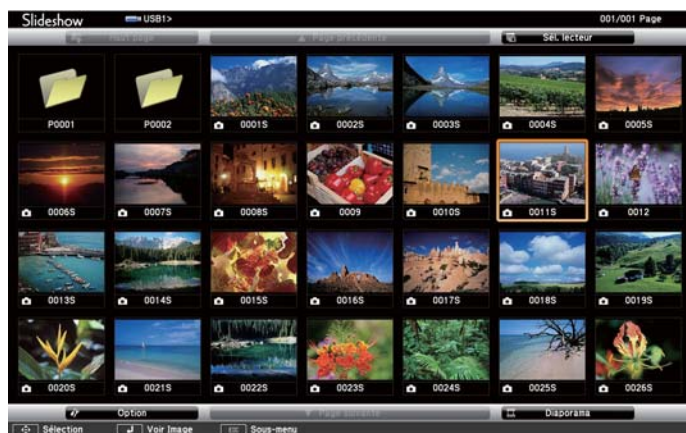 Slideshow USB1> 001/001 Page
Haut page Page précédente Sél. lecteur
P0001 P0002 0001S 0002S 0003S 0004S 0005S
0006S 0007S 0008S 0009 0010S 0011S 0012
0013S 0014S 0015S 0016S 0017S 0018S 0019S
0020S 0021S 0022S 0023S 0024S 0025S 0026S
Option Page suivante Diaporama
Sélection Voir Image Sous-menu